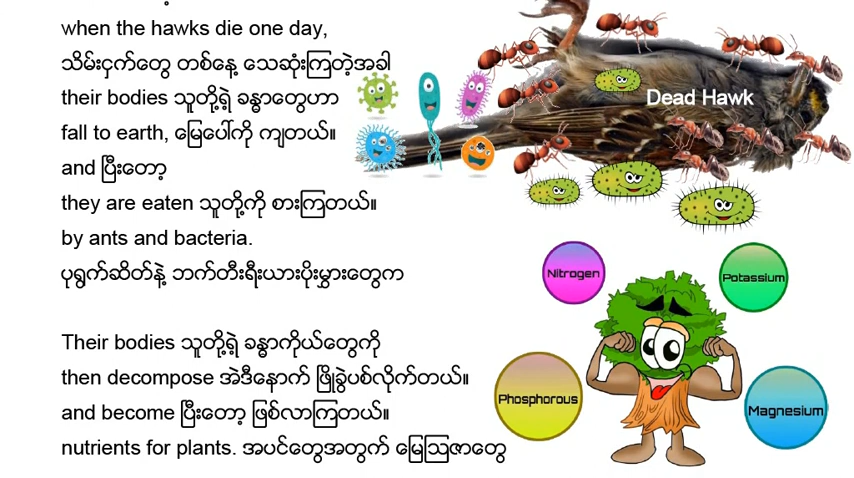 when the hawks die one day,
သိမ်းငှက်တွေ တစ်နေ့ သေဆုံးကြတဲ့အခါ
their bodies သူတို့ရဲ့ ခန္ဓာတွေဟာ
fall to earth, မြေပေါ်ကို ကျတယ်။
and ပြီးတော့
they are eaten သူတို့ကို စားကြတယ်။
by ants and bacteria.
ပုရွက်ဆိတ်နဲ့ ဘက်တီးရီးယားပိုးမွှားတွေက
Their bodies သူတို့ရဲ့ ခန္ဓာကိုယ်တွေကို
then decompose အဲဒီနောက် ဖြိုခွဲပစ်လိုက်တယ်။
and become ပြီးတော့ ဖြစ်လာကြတယ်။
nutrients for plants. အပင်တွေအတွက် မြေသြဇာတွေ
Dead Hawk
Nitrogen
Potassium
Phosphorous
Magnesium